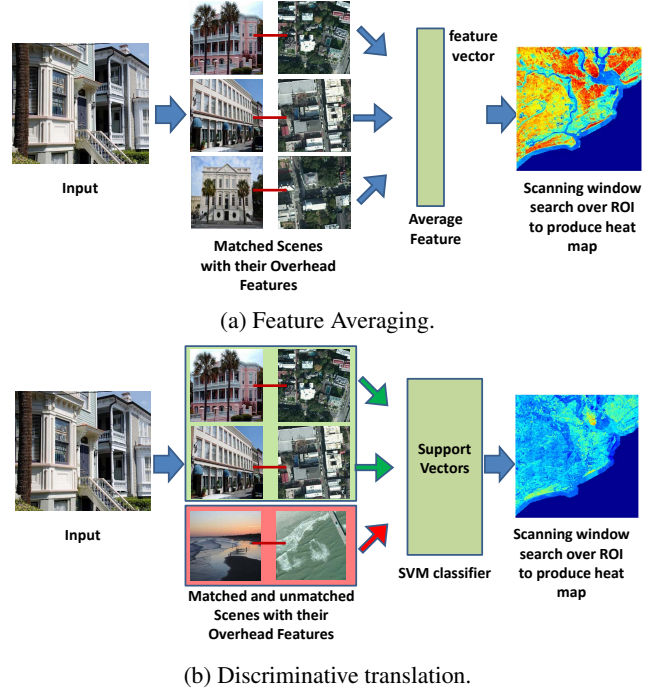 feature
vector
Input
Average
Feature
Matched Scenes
with their Overhead
Features
Scanning window
search over ROI
to produce heat
map
(a) Feature Averaging.
Support
Vectors
Input
SVM classifier
Matched and unmatched
Scenes with their
Overhead Features
Scanning window
search over ROI
to produce heat
map
(b) Discriminative translation.